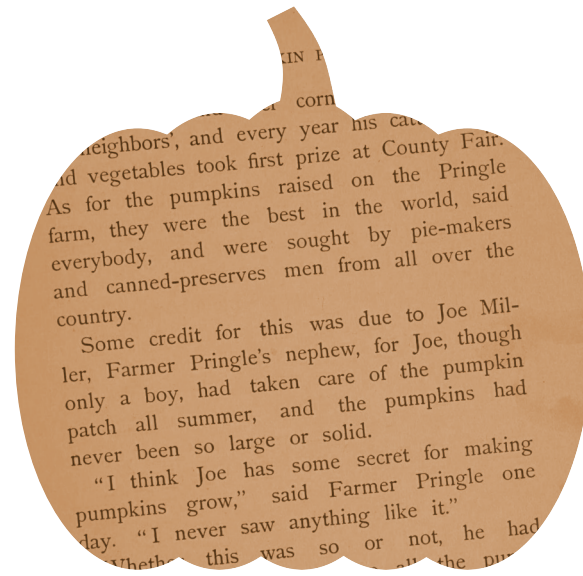 corn
neighbors', and every year his
and vegetables took first prize at County Fair.
As for the pumpkins raised on the Pringle
farm, they were the best in the world, said
everybody, and were sought by pie-makers
and canned-preserves men from all over the
country.
Some credit for this was due to Joe Mil-
ler, Farmer Pringle's nephew, for Joe, though
only a boy, had taken care of the pumpkin
patch all summer, and the pumpkins had
never been so large or solid.
"I think Joe has some secret for making
pumpkins grow," said Farmer Pringle one
day. "I never saw anything like it."
Whether this was so or not, he had
all the